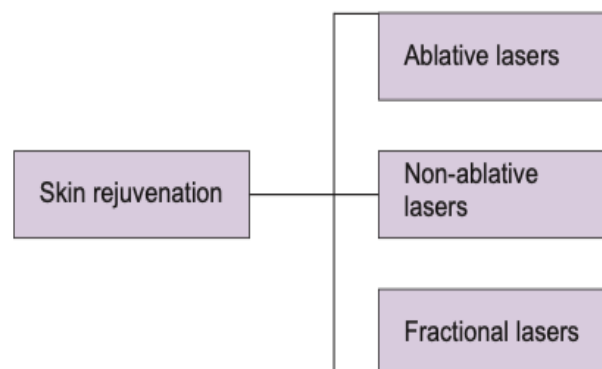 Ablative lasers
Skin rejuvenation
Non-ablative
lasers
Fractional lasers